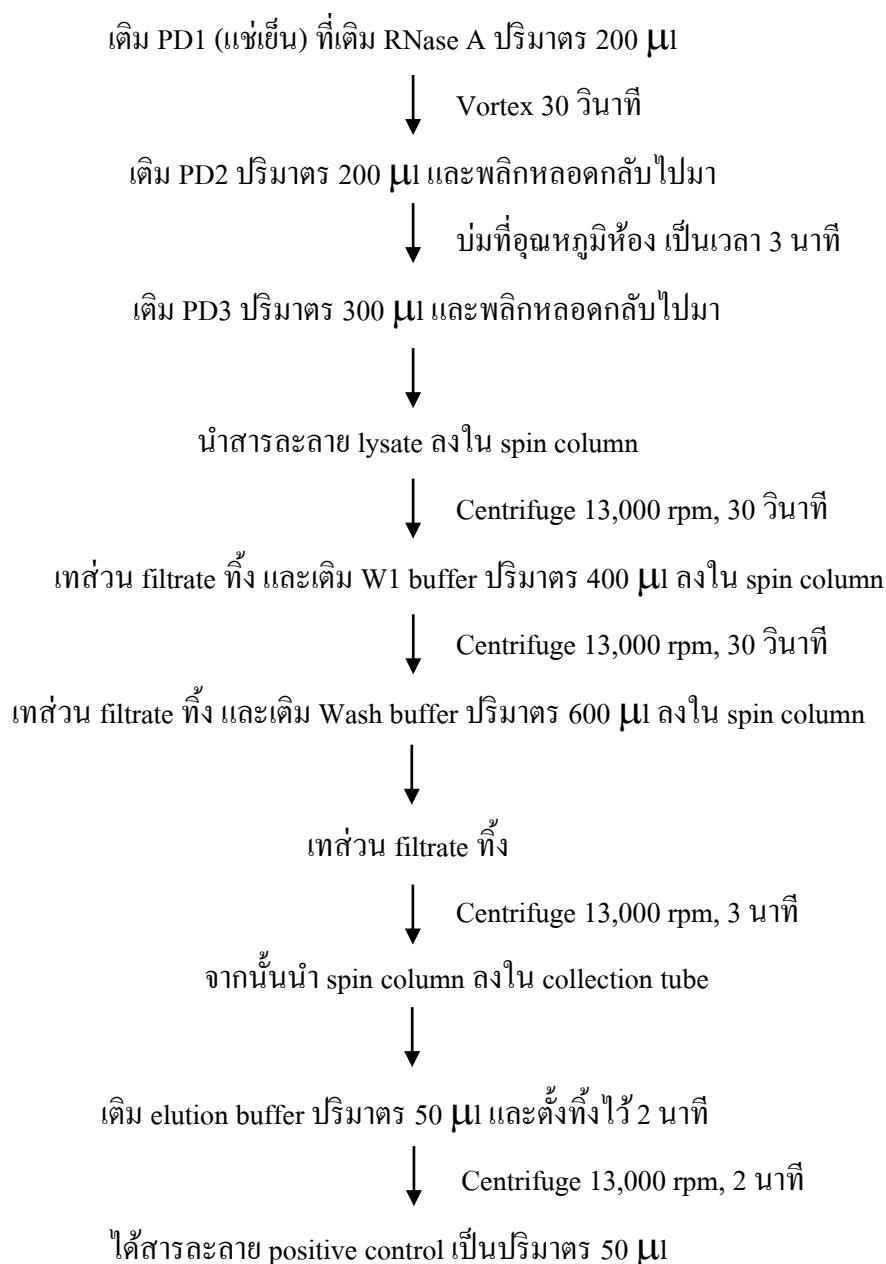 เติม PD1 (แช่เย็น) ที่เติม RNase A ปริมาตร 200 μl
Vortex 30 วินาที
เติม PD2 ปริมาตร 200 μl และพลิกหลอดกลับไปมา
บ่มที่อุณหภูมิห้อง เป็นเวลา 3 นาที
เติม PD3 ปริมาตร 300 μl และพลิกหลอดกลับไปมา
นำสารละลาย lysate ลงใน spin column
Centrifuge 13,000 rpm, 30 วินาที
เทส่วน filtrate ทิ้ง และเติม W1 buffer ปริมาตร 400 μl ลงใน spin column
Centrifuge 13,000 rpm, 30 วินาที
เทส่วน filtrate ทิ้ง และเติม Wash buffer ปริมาตร 600 μl ลงใน spin column
เทส่วน filtrate ทิ้ง
Centrifuge 13,000 rpm, 3 นาที
จากนั้นนำ spin column ลงใน collection tube
เติม elution buffer ปริมาตร 50 μl และตั้งทิ้งไว้ 2 นาที
Centrifuge 13,000 rpm, 2 นาที
ได้สารละลาย positive control เป็นปริมาตร 50 μl